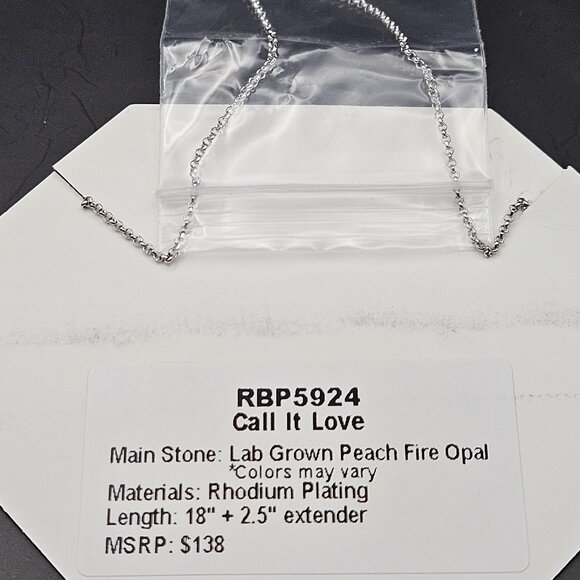 RBP5924
Call It Love
Main Stone: Lab Grown Peach Fire Opal
*Colors may vary
Materials: Rhodium Plating
Length: 18" + 2.5" extender
MSRP: $138